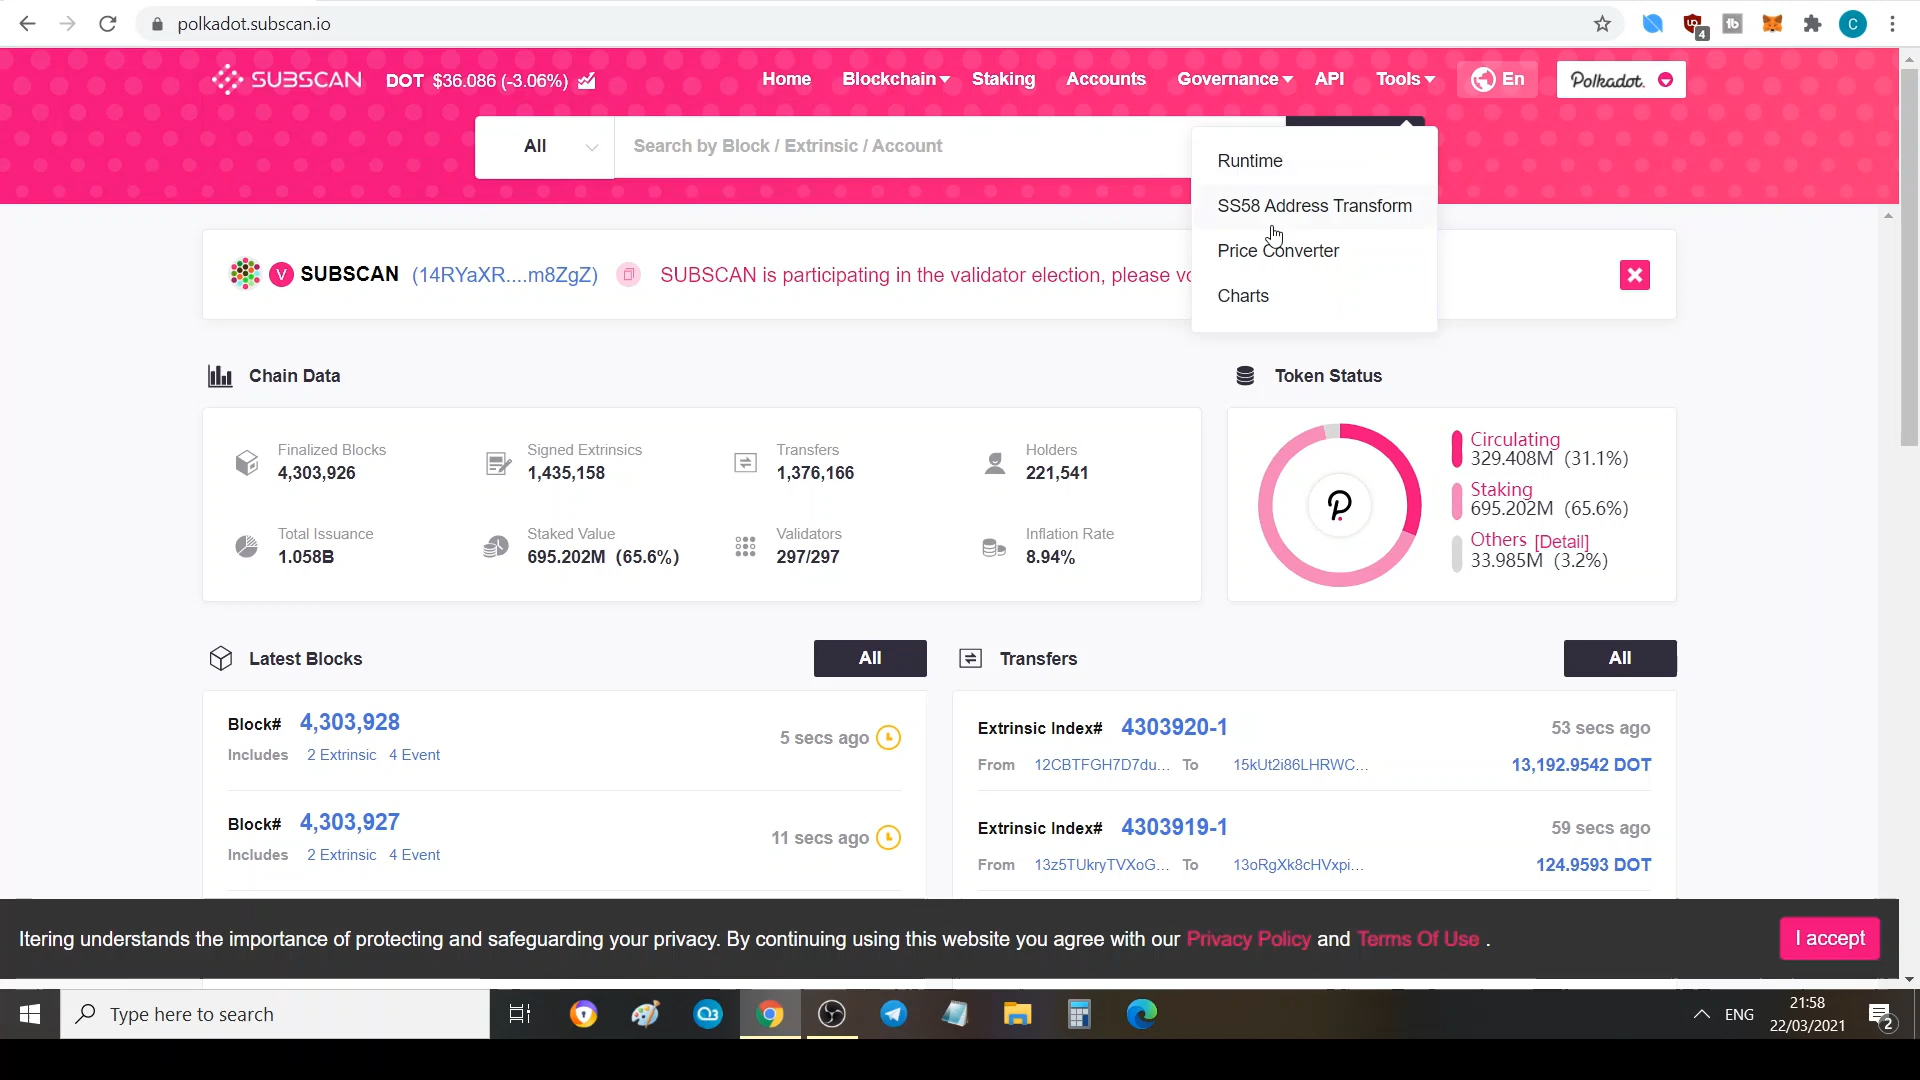 polkadot.subscan.io
4
C
SUBSCAN DOT $36.086 (-3.06%) Home Blockchain Staking Accounts Governance API Tools En Polkadot.
All Search by Block / Extrinsic / Account
Runtime
SS58 Address Transform
Price Converter
Charts
V SUBSCAN (14RYaXR....m8ZgZ) SUBSCAN is participating in the validator election, please
Chain Data
Finalized Blocks
4,303,926
Signed Extrinsics
1,435,158
Transfers
1,376,166
Holders
221,541
Total Issuance
1.058B
Staked Value
695.202M (65.6%)
Validators
297/297
Inflation Rate
8.94%
Token Status
Circulating
329.408M (31.1%)
Staking
695.202M (65.6%)
Others [Detail]
33.985M (3.2%)
Latest Blocks All
Block# 4,303,928
5 secs ago
Includes 2 Extrinsic 4 Event
Block# 4,303,927
11 secs ago
Includes 2 Extrinsic 4 Event
Transfers All
Extrinsic Index# 4303920-1 53 secs ago
From 12CBTFGH7D7du... To 15kUt2i86LHRWC... 13,192.9542 DOT
Extrinsic Index# 4303919-1 59 secs ago
From 13z5TUkryTVXoG... To 13oRgXk8cHVxpi... 124.9593 DOT
Itering understands the importance of protecting and safeguarding your privacy. By continuing using this website you agree with our Privacy Policy and Terms Of Use .
I accept
Type here to search
ENG
21:58
22/03/2021
2